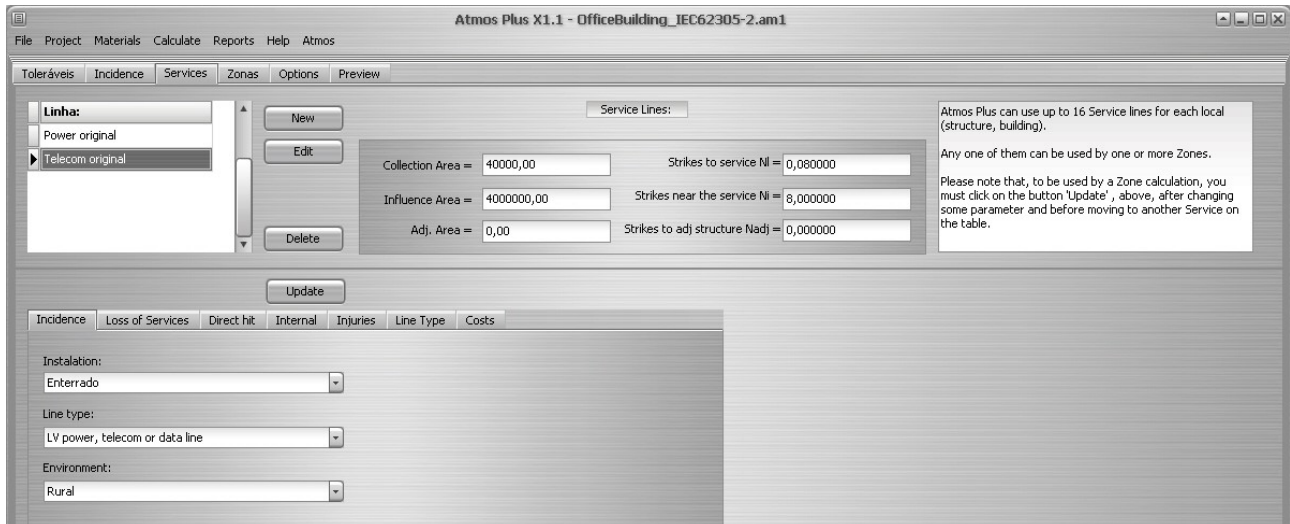 Atmos Plus X1.1 - OfficeBuilding_IEC62305-2.am1
File Project Materials Calculate Reports Help Atmos
Toleráveis Incidence Services Zonas Options Preview
Linha:
Power original
Telecom original
New
Edit
Delete
Update
Service Lines:
Collection Area = 40000,00 Strikes to service Nl = 0,080000
Influence Area = 4000000,00 Strikes near the service Ni = 8,000000
Adj. Area = 0,00 Strikes to adj structure Nadj = 0,000000
Atmos Plus can use up to 16 Service lines for each local
(structure, building).
Any one of them can be used by one or more Zones.
Please note that, to be used by a Zone calculation, you
must click on the button 'Update' , above, after changing
some parameter and before moving to another Service on
the table.
Incidence Loss of Services Direct hit Internal Injuries Line Type Costs
Instalation:
Enterrado
Line type:
LV power, telecom or data line
Environment:
Rural